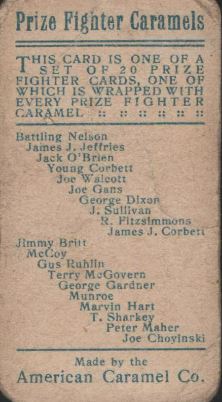 Prize Fighter Caramels
THIS CARD IS ONE OF A
SET OF 20 PRIZE
FIGHTER CARDS, ONE OF
WHICH IS WRAPPED WITH
EVERY PRIZE FIGHTER
CARAMEL :: :: :: :: ::
Battling Nelson
James J. Jeffries
Jack O'Brien
Young Corbett
Joe Walcott
Joe Gans
George Dixon
J. Sullivan
R. Fitzsimmons
James J. Corbett
Jimmy Britt
McCoy
Gus Ruhlin
Terry McGovern
George Gardner
Munroe
Marvin Hart
T. Sharkey
Peter Maher
Joe Choyinski
Made by the
American Caramel Co.